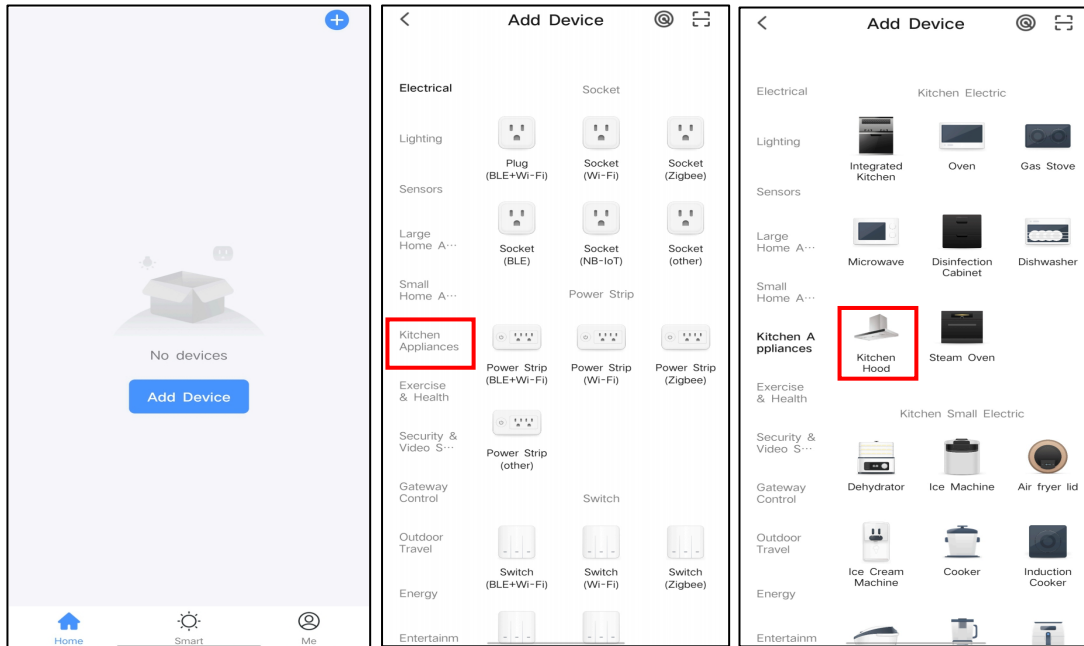 No devices
Add Device
Home
Smart
Me
Add Device
Electrical
Lighting
Sensors
Large
Home A···
Small
Home A···
Kitchen
Appliances
Exercise
& Health
Security &
Video S···
Gateway
Control
Outdoor
Travel
Energy
Entertainm
Socket
Plug
(BLE+Wi-Fi)
Socket
(Wi-Fi)
Socket
(Zigbee)
Socket
(BLE)
Socket
(NB-IoT)
Socket
(other)
Power Strip
Power Strip
(BLE+Wi-Fi)
Power Strip
(Wi-Fi)
Power Strip
(Zigbee)
Power Strip
(other)
Switch
Switch
(BLE+Wi-Fi)
Switch
(Wi-Fi)
Switch
(Zigbee)
Add Device
Electrical
Lighting
Sensors
Large
Home A···
Small
Home A···
Kitchen A
ppliances
Exercise
& Health
Security &
Video S···
Gateway
Control
Outdoor
Travel
Energy
Entertainm
Kitchen Electric
Integrated
Kitchen
Oven
Gas Stove
Microwave
Disinfection
Cabinet
Dishwasher
Kitchen
Hood
Steam Oven
Kitchen Small Electric
Dehydrator
Ice Machine
Air fryer lid
Ice Cream
Machine
Cooker
Induction
Cooker